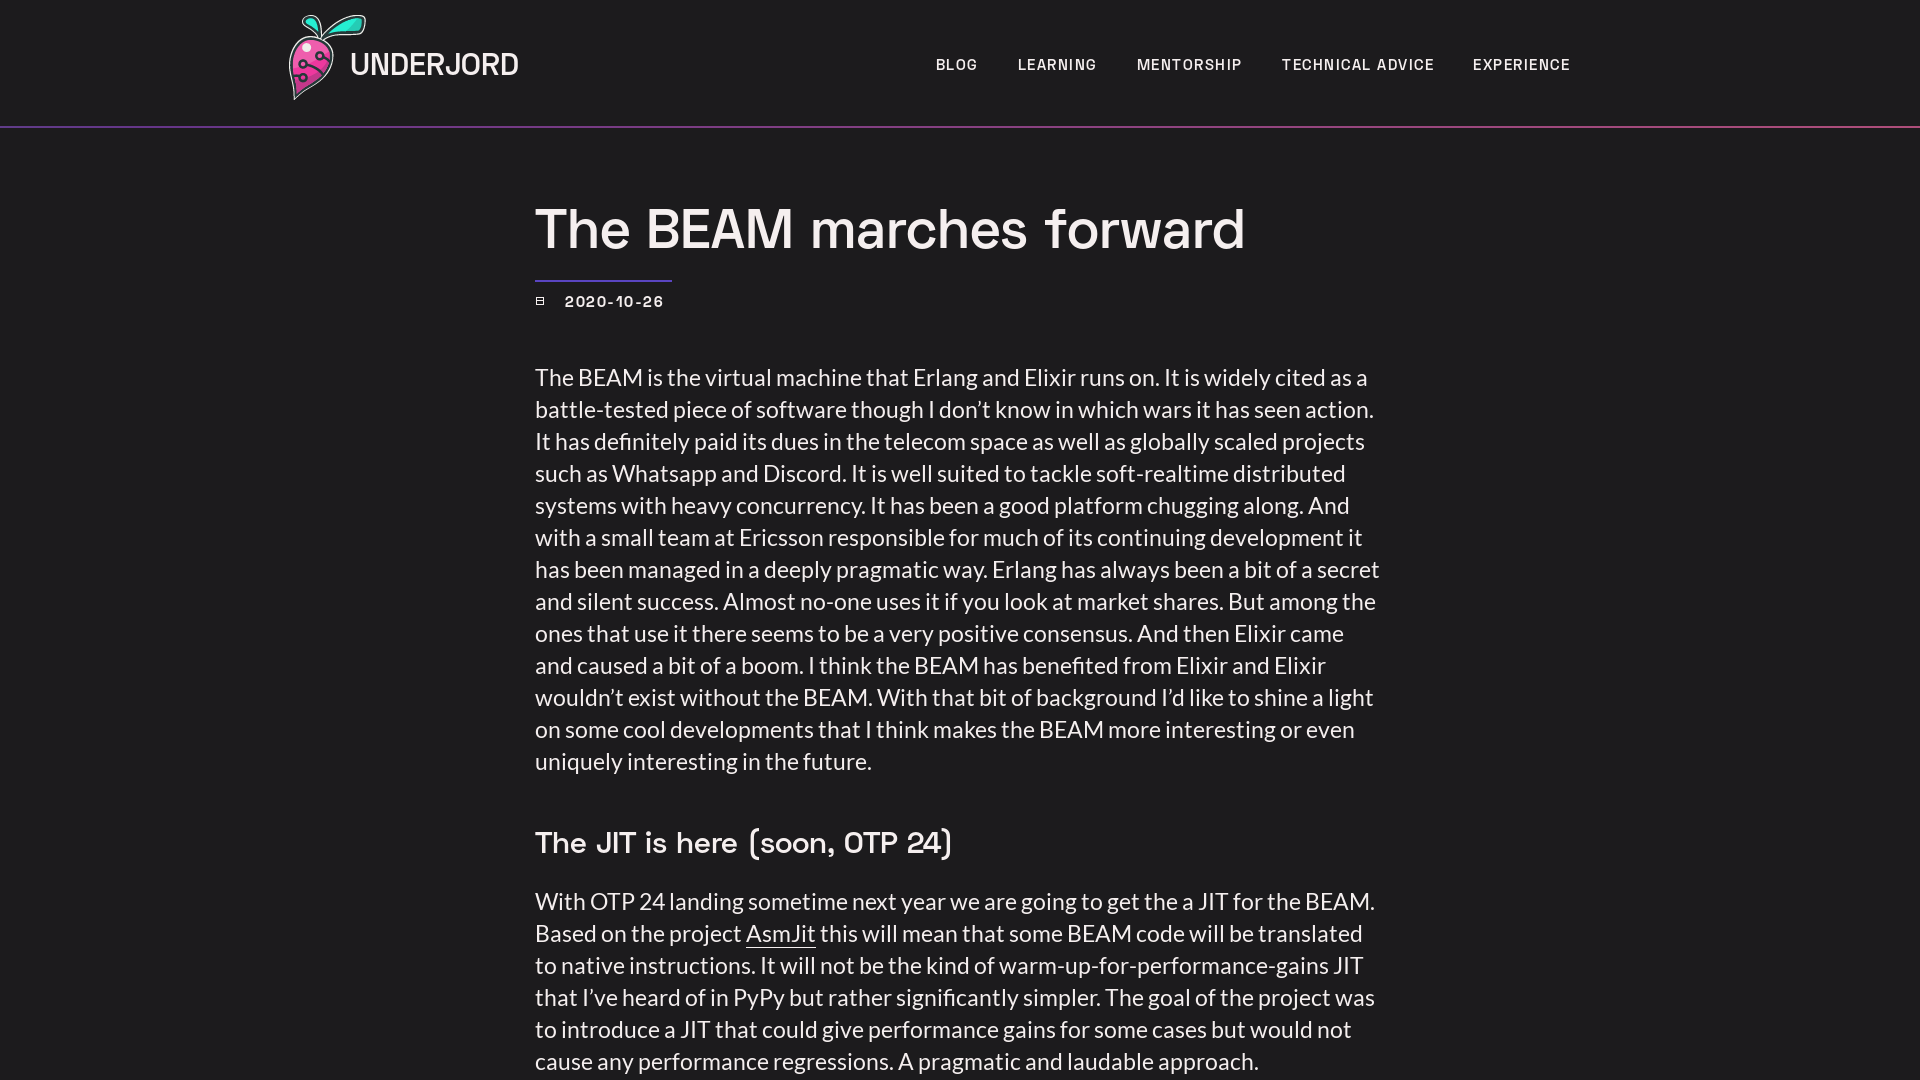 UNDERJORD
BLOG
LEARNING
MENTORSHIP
TECHNICAL ADVICE
EXPERIENCE
The BEAM marches forward
2020-10-26
The BEAM is the virtual machine that Erlang and Elixir runs on. It is widely cited as a
battle-tested piece of software though I don’t know in which wars it has seen action.
It has definitely paid its dues in the telecom space as well as globally scaled projects
such as Whatsapp and Discord. It is well suited to tackle soft-realtime distributed
systems with heavy concurrency. It has been a good platform chugging along. And
with a small team at Ericsson responsible for much of its continuing development it
has been managed in a deeply pragmatic way. Erlang has always been a bit of a secret
and silent success. Almost no-one uses it if you look at market shares. But among the
ones that use it there seems to be a very positive consensus. And then Elixir came
and caused a bit of a boom. I think the BEAM has benefited from Elixir and Elixir
wouldn’t exist without the BEAM. With that bit of background I’d like to shine a light
on some cool developments that I think makes the BEAM more interesting or even
uniquely interesting in the future.
The JIT is here (soon, OTP 24)
With OTP 24 landing sometime next year we are going to get the a JIT for the BEAM.
Based on the project AsmJit this will mean that some BEAM code will be translated
to native instructions. It will not be the kind of warm-up-for-performance-gains JIT
that I’ve heard of in PyPy but rather significantly simpler. The goal of the project was
to introduce a JIT that could give performance gains for some cases but would not
cause any performance regressions. A pragmatic and laudable approach.